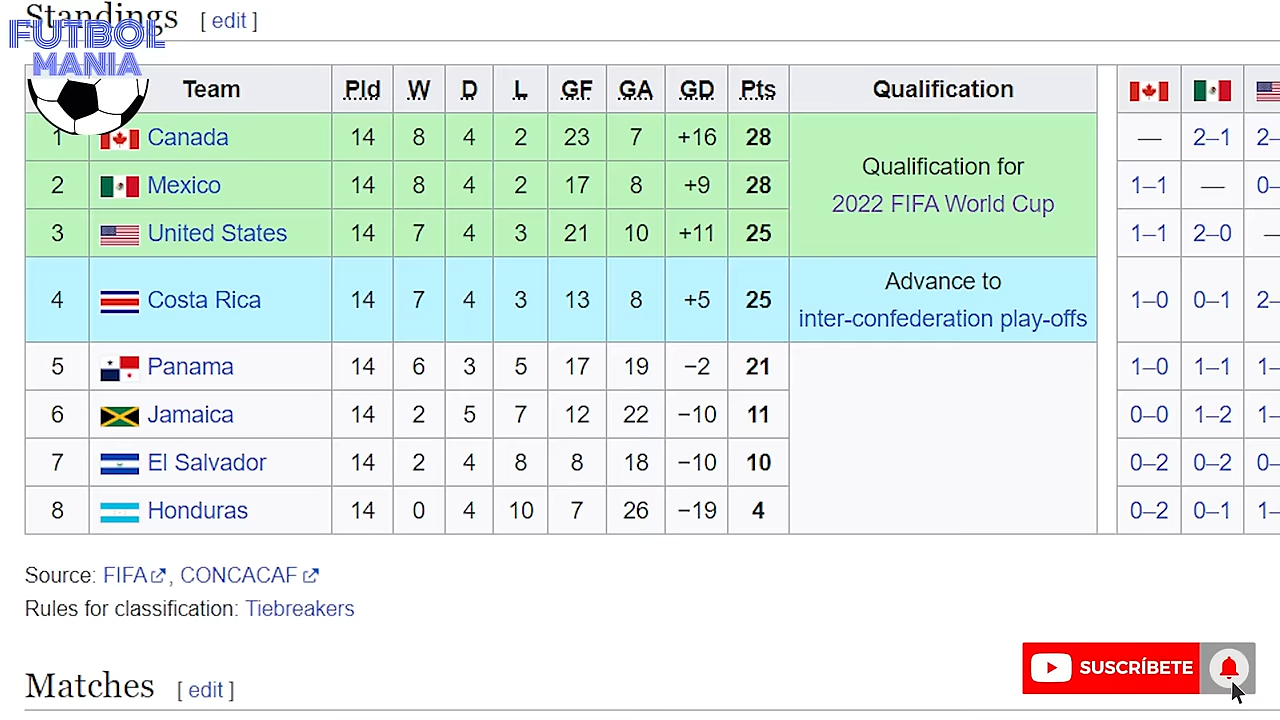 Standings [ edit ]
FUTBOL
MANIA
Team Pld W D L GF GA GD Pts Qualification
1 Canada 14 8 4 2 23 7 +16 28 Qualification for 2022 FIFA World Cup — 2–1 2–
2 Mexico 14 8 4 2 17 8 +9 28 1–1 — 0–
3 United States 14 7 4 3 21 10 +11 25 1–1 2–0 —
4 Costa Rica 14 7 4 3 13 8 +5 25 Advance to inter-confederation play-offs 1–0 0–1 2–
5 Panama 14 6 3 5 17 19 −2 21 1–0 1–1 1–
6 Jamaica 14 2 5 7 12 22 −10 11 0–0 1–2 1–
7 El Salvador 14 2 4 8 8 18 −10 10 0–2 0–2 0–
8 Honduras 14 0 4 10 7 26 −19 4 0–2 0–1 1–
Source: FIFA, CONCACAF
Rules for classification: Tiebreakers
SUSCRÍBETE
Matches [ edit ]